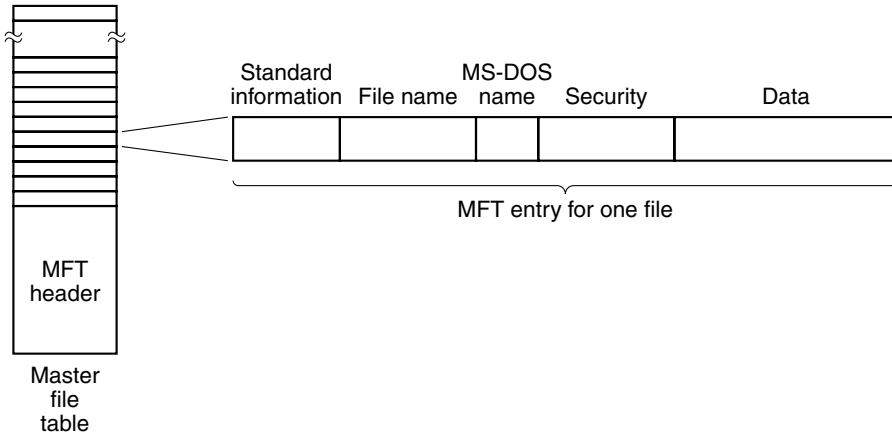 Standard
information
File name
MS-DOS
name
Security
Data
MFT entry for one file
MFT
header
Master
file
table